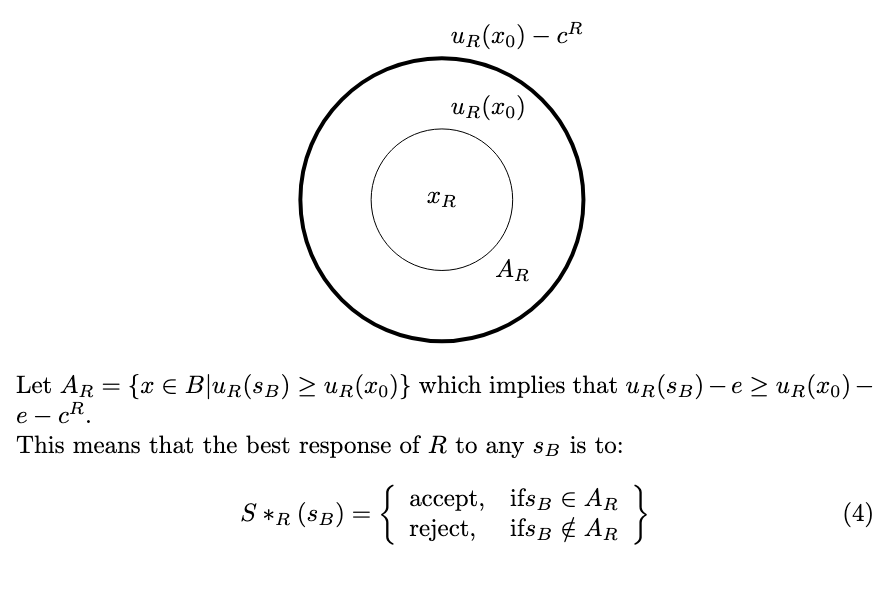 u_R(x_0) − c^R
u_R(x_0)
x_R
A_R
Let A_R = {x ∈ B|u_R(s_B) ≥ u_R(x_0)} which implies that u_R(s_B) − e ≥ u_R(x_0) −
e − c^R.
This means that the best response of R to any s_B is to:
S ∗_R (s_B) = { accept, ifs_B ∈ A_R
reject, ifs_B ∉ A_R } (4)